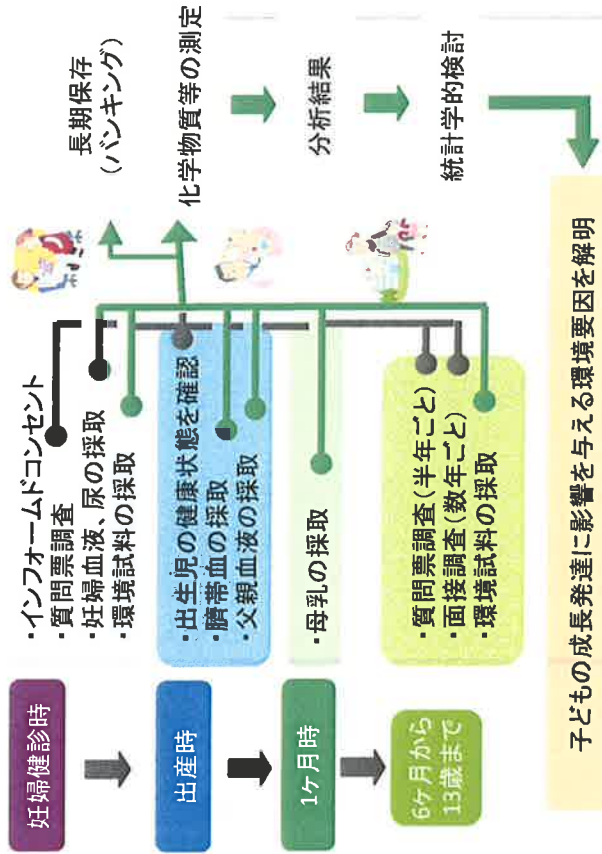 妊婦健診時
・インフォームドコンセント
・質問票調査
・妊婦血液、尿の採取
・環境試料の採取
出産時
・出生児の健康状態を確認
・臍帯血の採取
・父親血液の採取
1ヶ月時
・母乳の採取
6ケ月から
13歳まで
・質問票調査(半年ごと)
・面接調査(数年ごと)
・環境試料の採取
長期保存
(バンキング)
化学物質等の測定
分析結果
統計学的検討
子どもの成長発達に影響を与える環境要因を解明